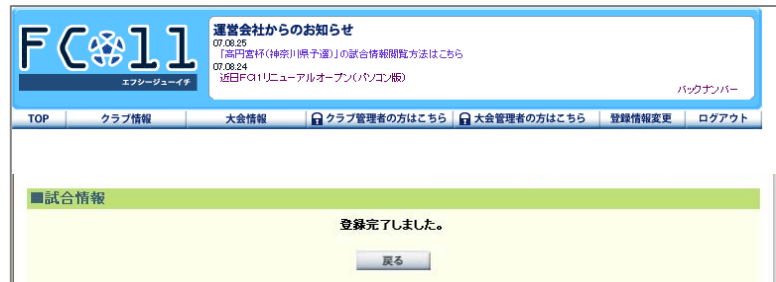 FC11
エフシージューイチ
運営会社からのお知らせ
07.08.25
「高円宮杯(神奈川県予選)」の試合情報閲覧方法はこちら
07.08.24
近日FC11リニューアルオープン(パソコン版)
バックナンバー
TOP クラブ情報 大会情報 クラブ管理者の方はこちら 大会管理者の方はこちら 登録情報変更 ログアウト
■試合情報
登録完了しました。
戻る